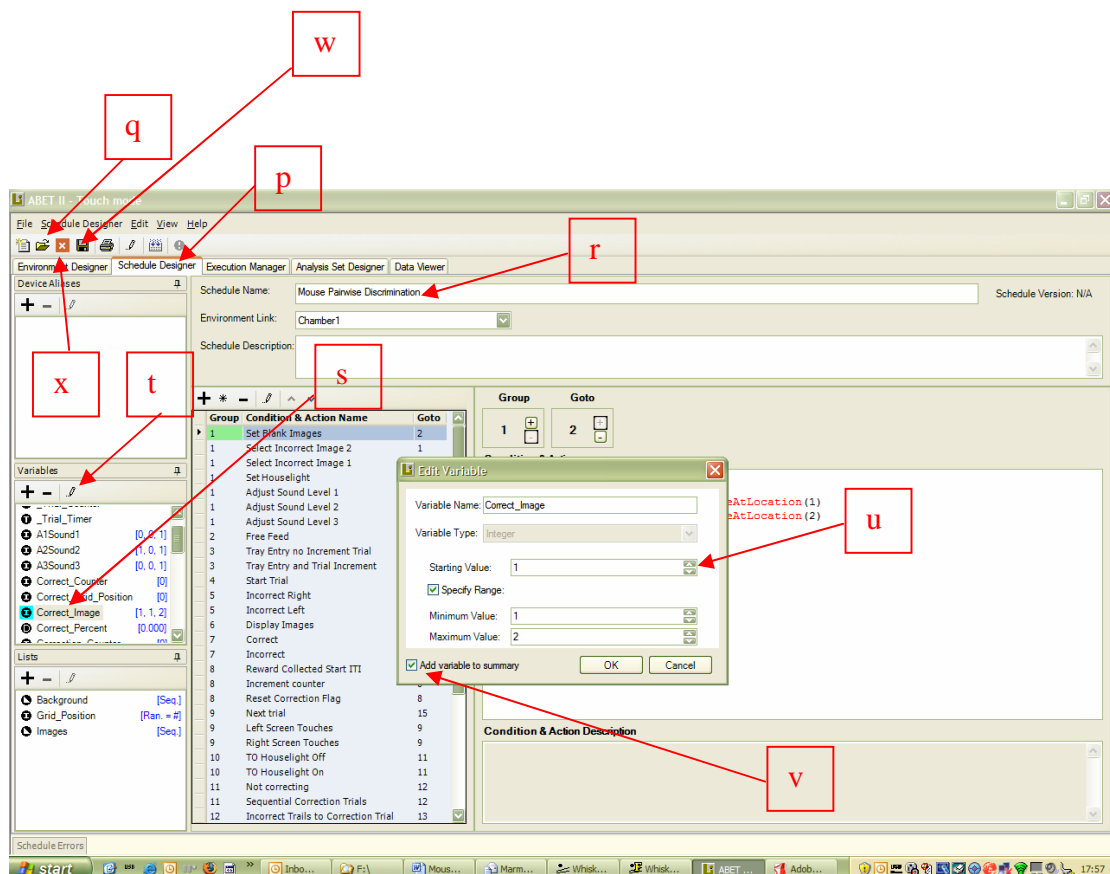 w
q
p
ABET II - Touch mo
File Schedule Designer Edit View Help
r
Environment Designer Schedule Designer Execution Manager Analysis Set Designer Data Viewer
Device Aliases
Schedule Name: Mouse Pairwise Discrimination Schedule Version: N/A
Environment Link: Chamber1
Schedule Description:
x
t
s
Group Goto
1 2
Group Condition & Action Name Goto
1 Set Blank Images 2
1 Select Incorrect Image 2 1
1 Select Incorrect Image 1
1 Set Houselight
1 Adjust Sound Level 1
1 Adjust Sound Level 2
1 Adjust Sound Level 3
2 Free Feed
3 Tray Entry no Increment Trial
3 Tray Entry and Trial Increment
4 Start Trial
5 Incorrect Right
5 Incorrect Left
6 Display Images
7 Correct
7 Incorrect
8 Reward Collected Start ITI
8 Increment counter
8 Reset Correction Flag 8
9 Next trial 15
9 Left Screen Touches 9
9 Right Screen Touches 9
10 TO Houselight Off 11
10 TO Houselight On 11
11 Not correcting 12
11 Sequential Correction Trials 12
12 Incorrect Trails to Correction Trial 13
Variables
_Trial_Timer
A1Sound1 [0, 0, 1]
A2Sound2 [1, 0, 1]
A3Sound3 [0, 0, 1]
Correct_Counter [0]
Correct_Grid_Position [0]
Correct_Image [1, 1, 2]
Correct_Percent [0.000]
Lists
Background [Seq.]
Grid_Position [Ran. = #]
Images [Seq.]
Edit Variable
Variable Name: Correct_Image
Variable Type: Integer
Starting Value: 1
Specify Range:
Minimum Value: 1
Maximum Value: 2
Add variable to summary OK Cancel
eAtLocation(1)
eAtLocation(2)
u
Condition & Action Description
v
Schedule Errors
start Inbo... F:\ Mous... Marm... Whisk... Whisk... ABET ... Adob... 17:57